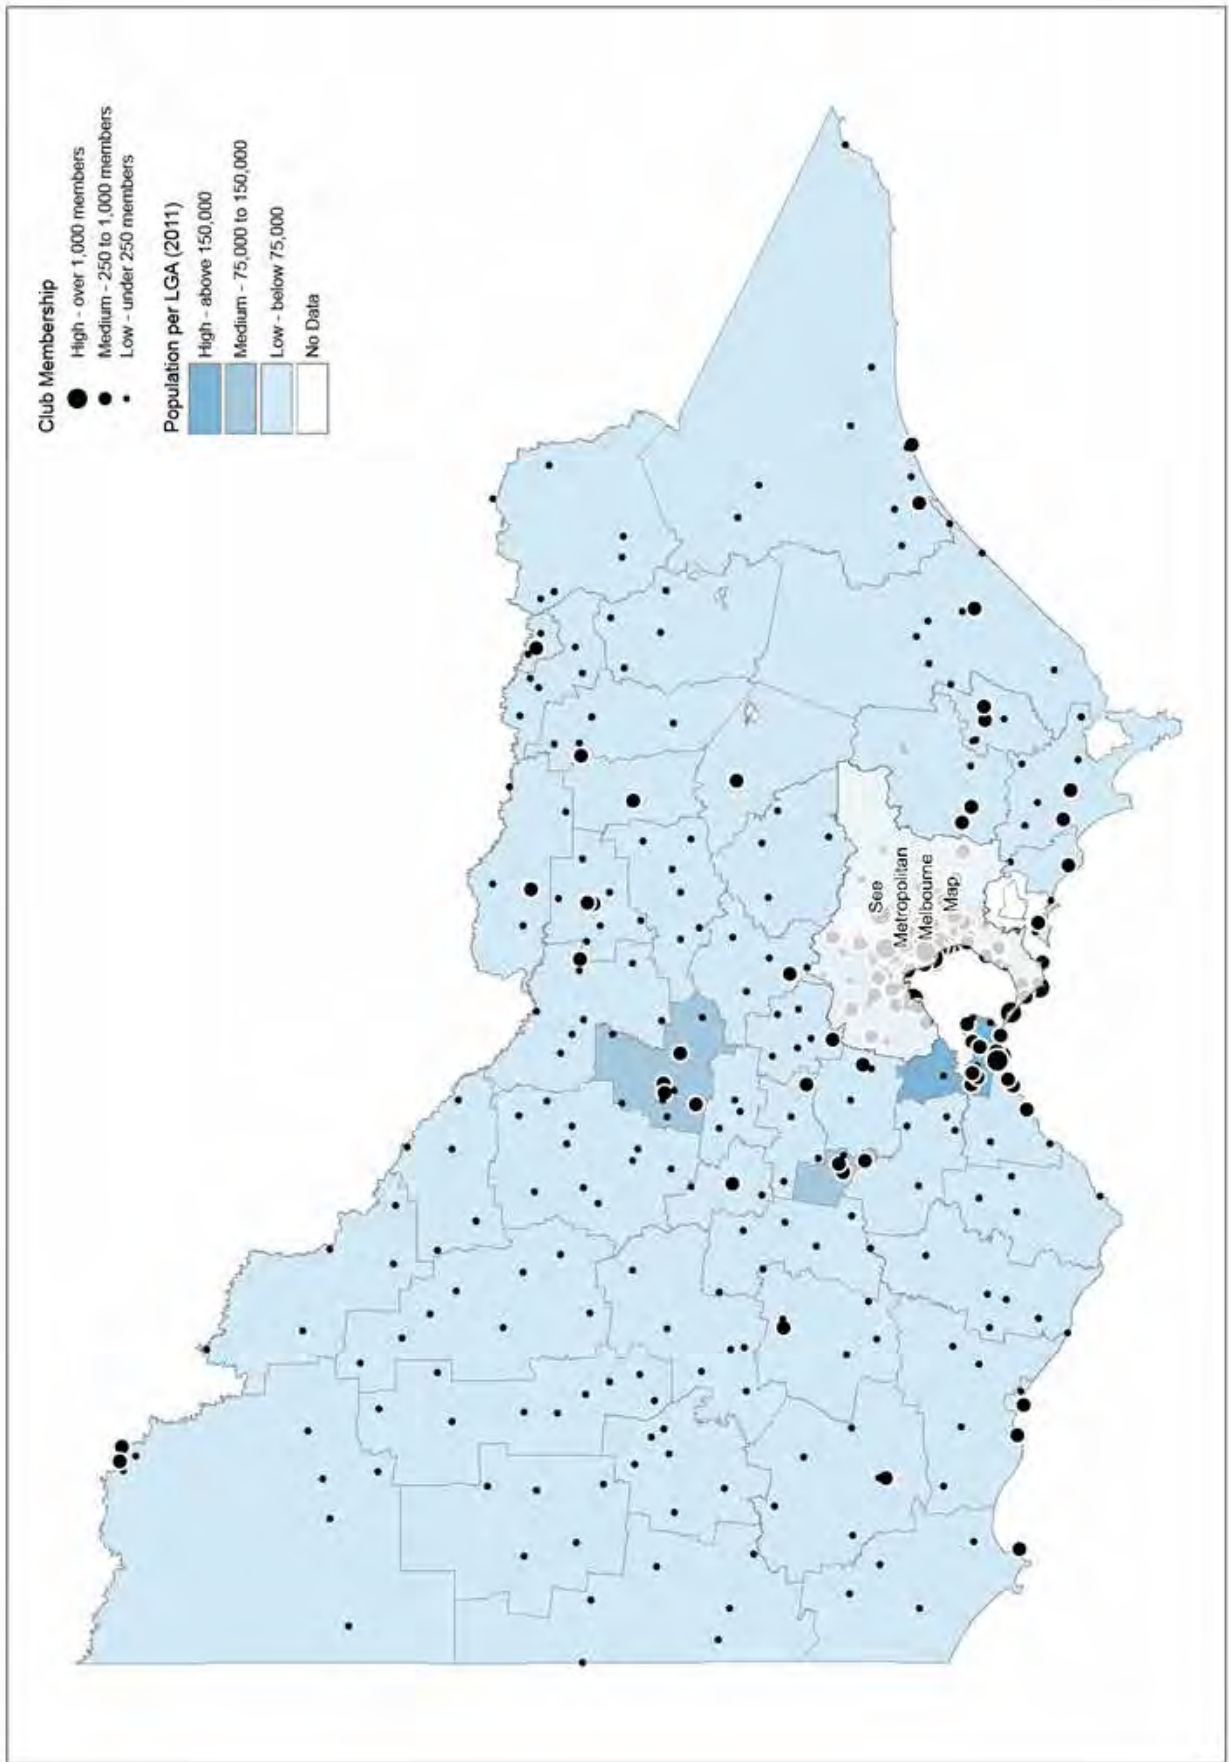 Club Membership
High - over 1,000 members
Medium - 250 to 1,000 members
Low - under 250 members
Population per LGA (2011)
High - above 150,000
Medium - 75,000 to 150,000
Low - below 75,000
No Data
See
Metropolitan
Melbourne
Map